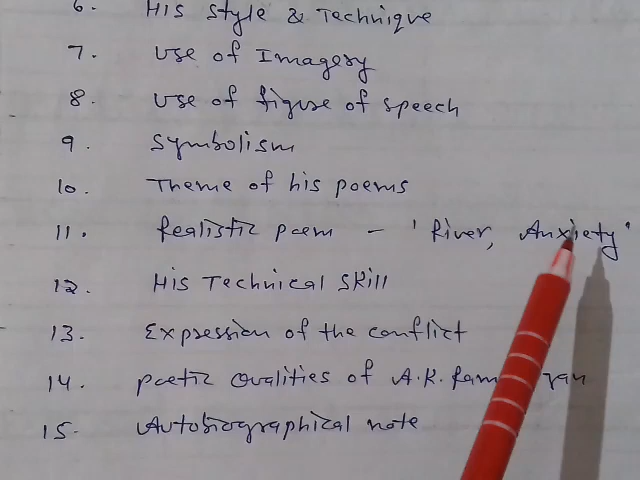 6. His Style & Technique
7. Use of Imagery
8. Use of figure of speech
9. Symbolism
10. Theme of his poems
11. Realistic Poem - 'River, Anxiety'
12. His Technical Skill
13. Expression of the conflict
14. Poetic Qualities of A.K.
15. Autobiographical note